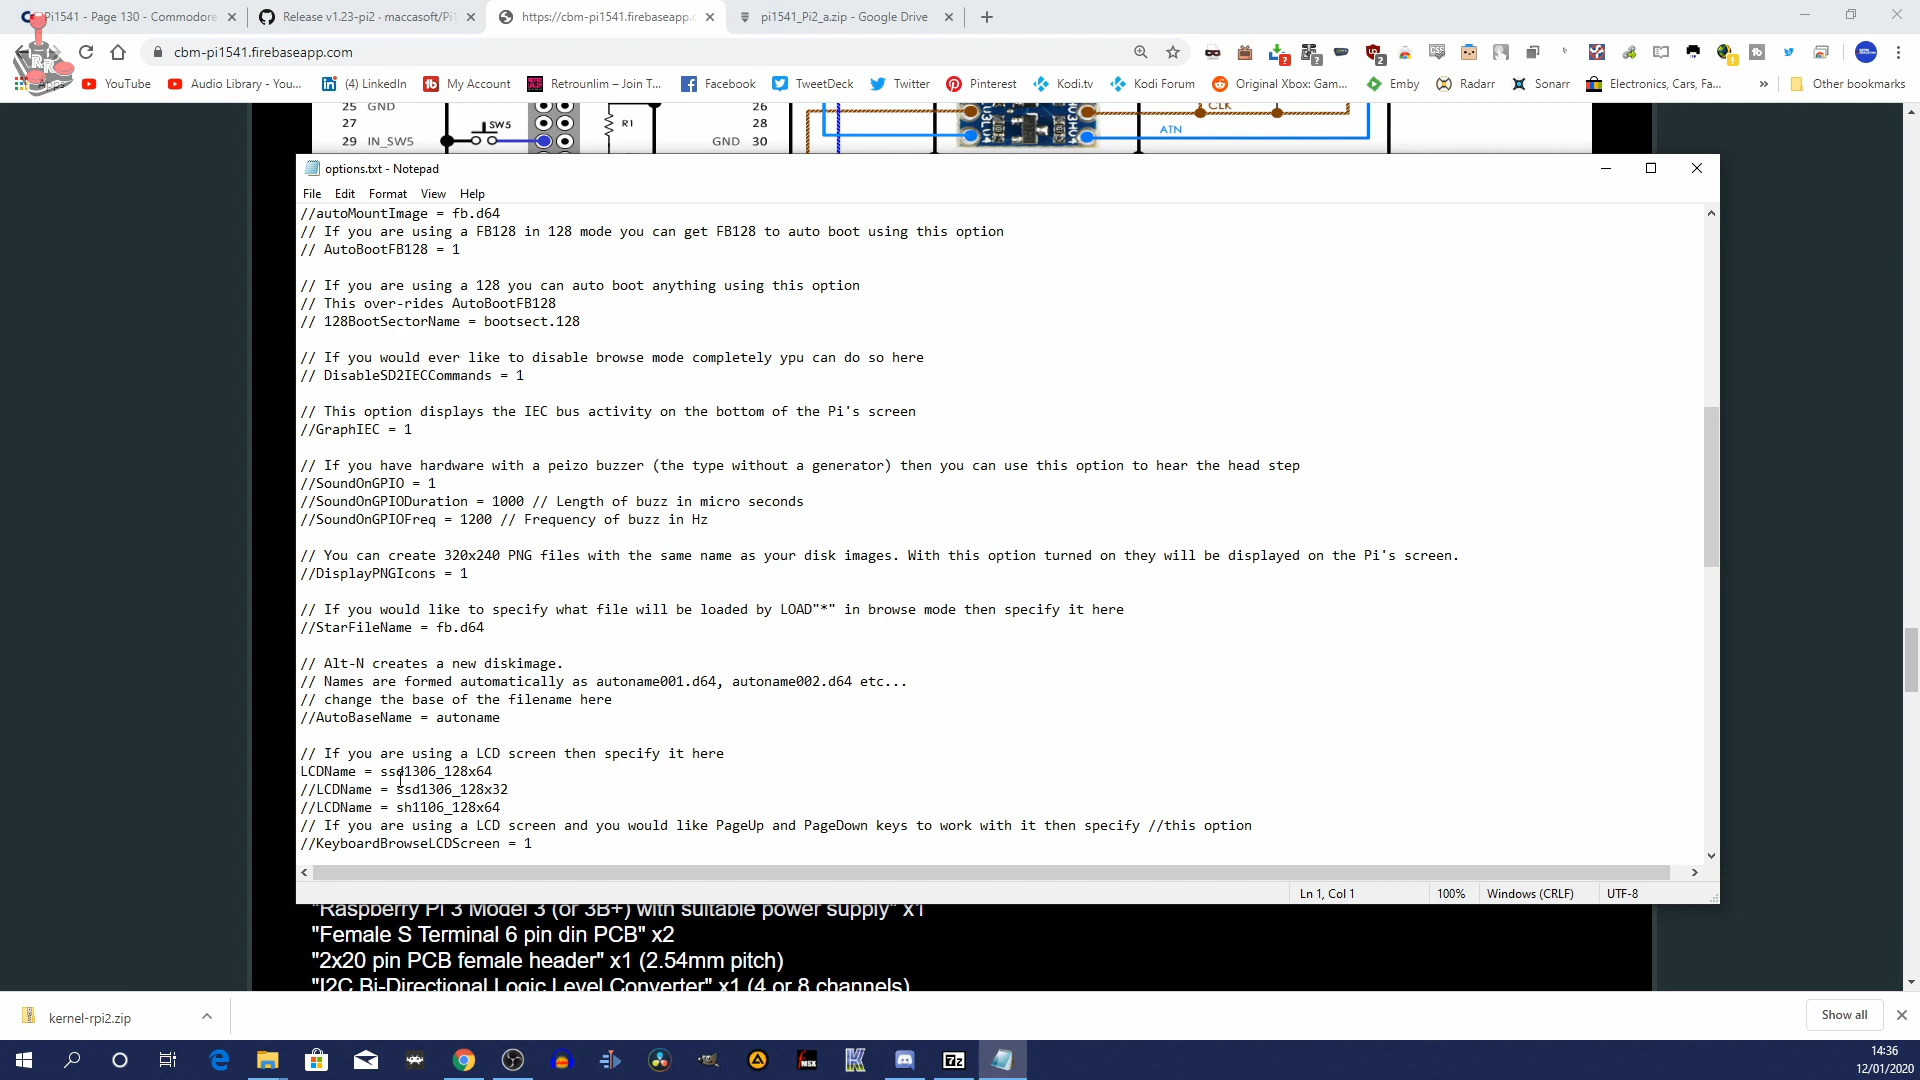 Pi1541 - Page 130 - Commodore
Release v1.23-pi2 · maccasoft/Pi1
https://cbm-pi1541.firebaseapp.c
pi1541_Pi2_a.zip - Google Drive
cbm-pi1541.firebaseapp.com
Apps
YouTube
Audio Library - You...
(4) LinkedIn
My Account
Retrounlim – Join T...
Facebook
TweetDeck
Twitter
Pinterest
Kodi.tv
Kodi Forum
Original Xbox: Gam...
Emby
Radarr
Sonarr
Electronics, Cars, Fa...
»
Other bookmarks
25 GND
26
CLK
27
SW5
R1
28
ATN
29 IN_SW5
GND 30
options.txt - Notepad
File Edit Format View Help
//autoMountImage = fb.d64
// If you are using a FB128 in 128 mode you can get FB128 to auto boot using this option
// AutoBootFB128 = 1
// If you are using a 128 you can auto boot anything using this option
// This over-rides AutoBootFB128
// 128BootSectorName = bootsect.128
// If you would ever like to disable browse mode completely ypu can do so here
// DisableSD2IECCommands = 1
// This option displays the IEC bus activity on the bottom of the Pi's screen
//GraphIEC = 1
// If you have hardware with a peizo buzzer (the type without a generator) then you can use this option to hear the head step
//SoundOnGPIO = 1
//SoundOnGPIODuration = 1000 // Length of buzz in micro seconds
//SoundOnGPIOFreq = 1200 // Frequency of buzz in Hz
// You can create 320x240 PNG files with the same name as your disk images. With this option turned on they will be displayed on the Pi's screen.
//DisplayPNGIcons = 1
// If you would like to specify what file will be loaded by LOAD"*" in browse mode then specify it here
//StarFileName = fb.d64
// Alt-N creates a new diskimage.
// Names are formed automatically as autoname001.d64, autoname002.d64 etc...
// change the base of the filename here
//AutoBaseName = autoname
// If you are using a LCD screen then specify it here
LCDName = ssd1306_128x64
//LCDName = ssd1306_128x32
//LCDName = sh1106_128x64
// If you are using a LCD screen and you would like PageUp and PageDown keys to work with it then specify //this option
//KeyboardBrowseLCDScreen = 1
Ln 1, Col 1
100%
Windows (CRLF)
UTF-8
"Raspberry Pi 3 Model 3 (or 3B+) with suitable power supply" x1
"Female S Terminal 6 pin din PCB" x2
"2x20 pin PCB female header" x1 (2.54mm pitch)
"I2C Bi-Directional Logic Level Converter" x1 (4 or 8 channels)
kernel-rpi2.zip
Show all
14:36
12/01/2020